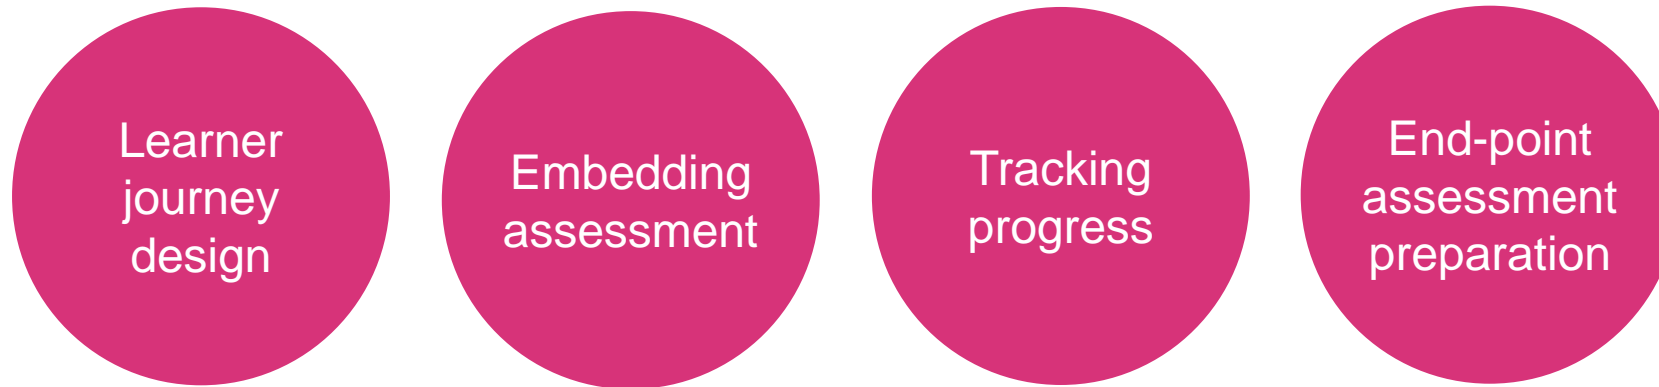 Learner
journey
design
Embedding
assessment
Tracking
progress
End-point
assessment
preparation